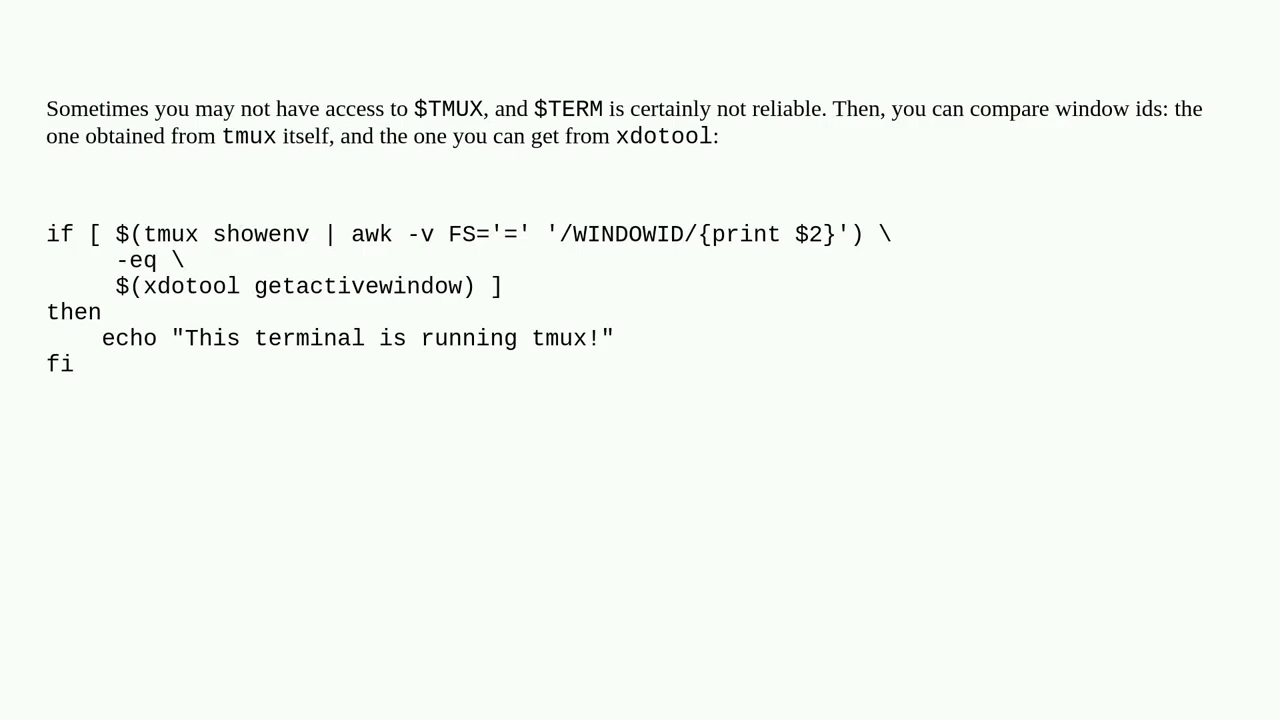 Sometimes you may not have access to $TMUX, and $TERM is certainly not reliable. Then, you can compare window ids: the
one obtained from tmux itself, and the one you can get from xdotool:
if [ $(tmux showenv | awk -v FS='=' '/WINDOWID/{print $2}') \
     -eq \
     $(xdotool getactivewindow) ]
then
    echo "This terminal is running tmux!"
fi